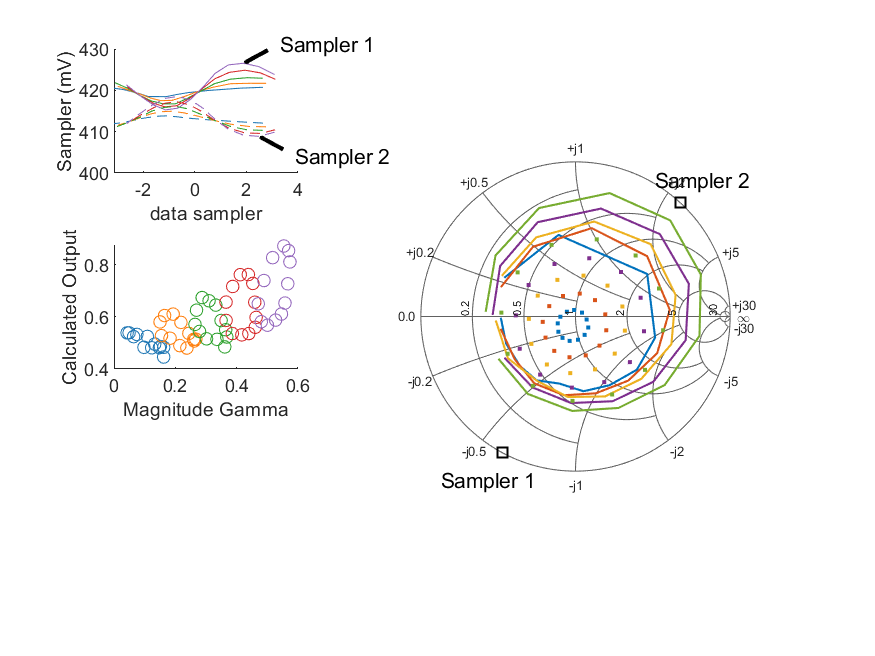 Sampler 1
430
420
410
400
Sampler (mV)
Sampler 2
-2
0
2
4
data sampler
0.8
0.6
0.4
Calculated Output
0
0.2
0.4
0.6
Magnitude Gamma
+j1
+j0.5
Sampler 2
+j0.2
+j5
0.0
0.2
0.5
1
2
5
30
+j30
∞
-j30
-j0.2
-j5
-j0.5
-j2
Sampler 1
-j1